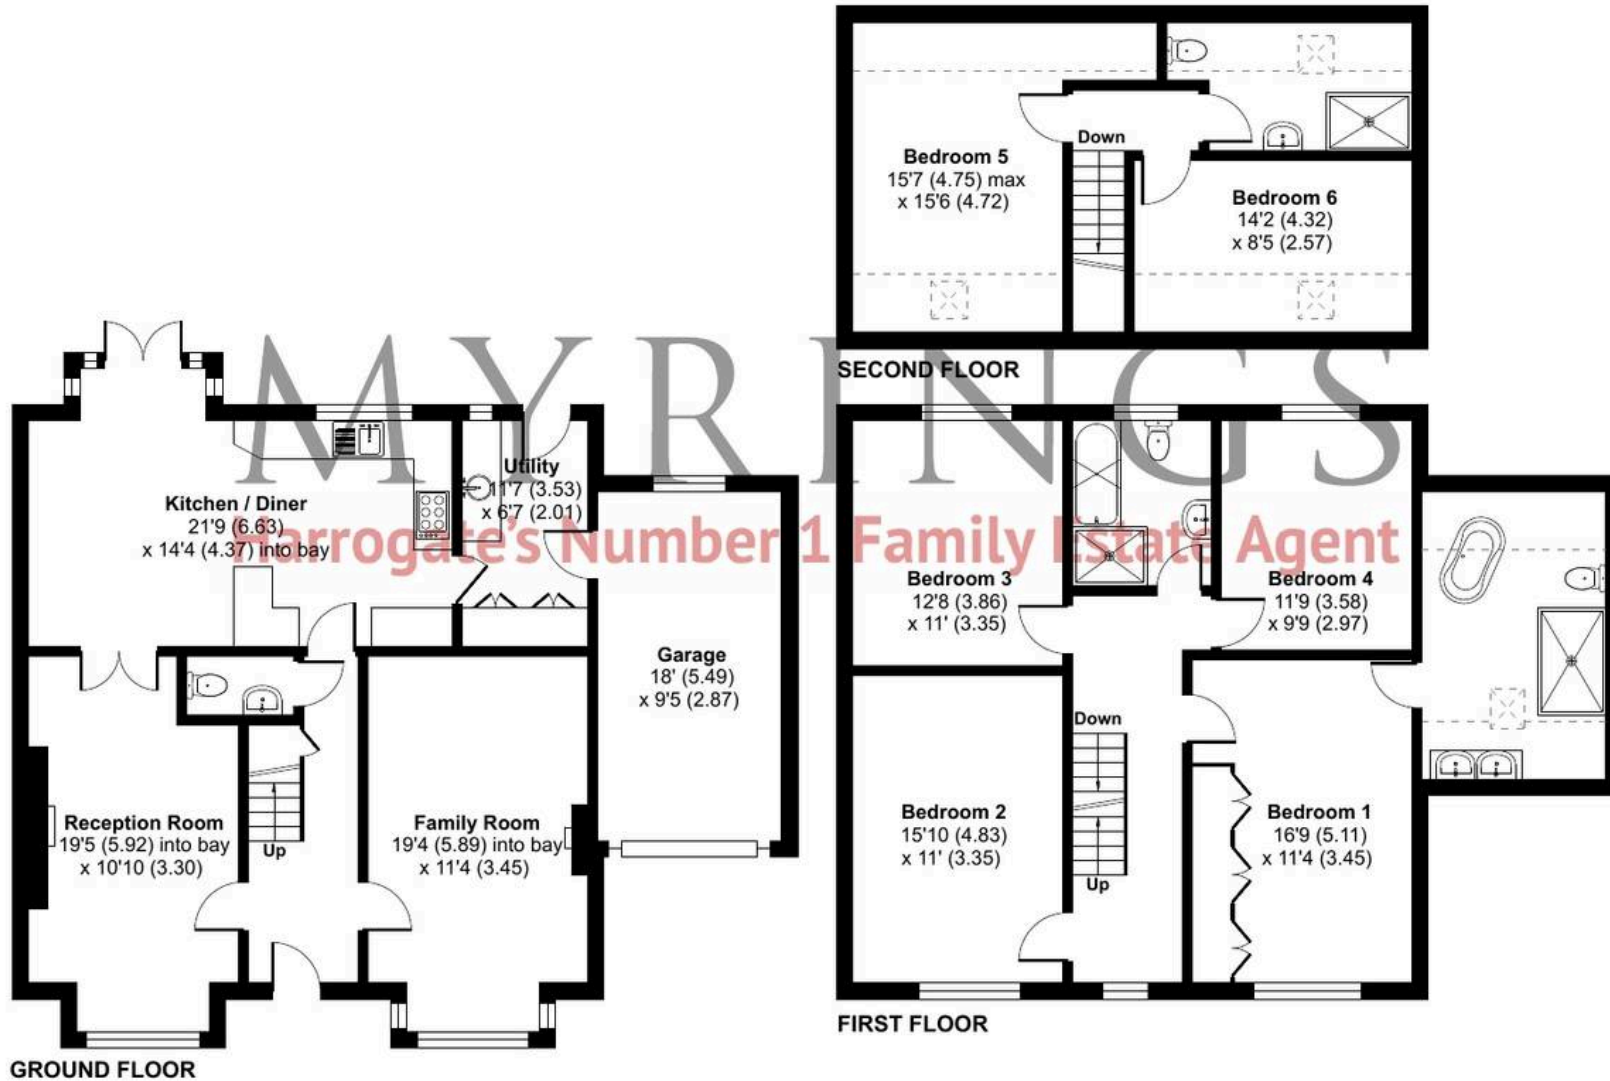 MYRINGS
Harrogate's Number 1 Family Estate Agent
Bedroom 5
15'7 (4.75) max
x 15'6 (4.72)
Down
Bedroom 6
14'2 (4.32)
x 8'5 (2.57)
SECOND FLOOR
Kitchen / Diner
21'9 (6.63)
x 14'4 (4.37) into bay
Utility
11'7 (3.53)
x 6'7 (2.01)
Garage
18' (5.49)
x 9'5 (2.87)
Reception Room
19'5 (5.92) into bay
x 10'10 (3.30)
Up
Family Room
19'4 (5.89) into bay
x 11'4 (3.45)
GROUND FLOOR
Bedroom 3
12'8 (3.86)
x 11' (3.35)
Bedroom 4
11'9 (3.58)
x 9'9 (2.97)
Down
Up
Bedroom 2
15'10 (4.83)
x 11' (3.35)
Bedroom 1
16'9 (5.11)
x 11'4 (3.45)
FIRST FLOOR